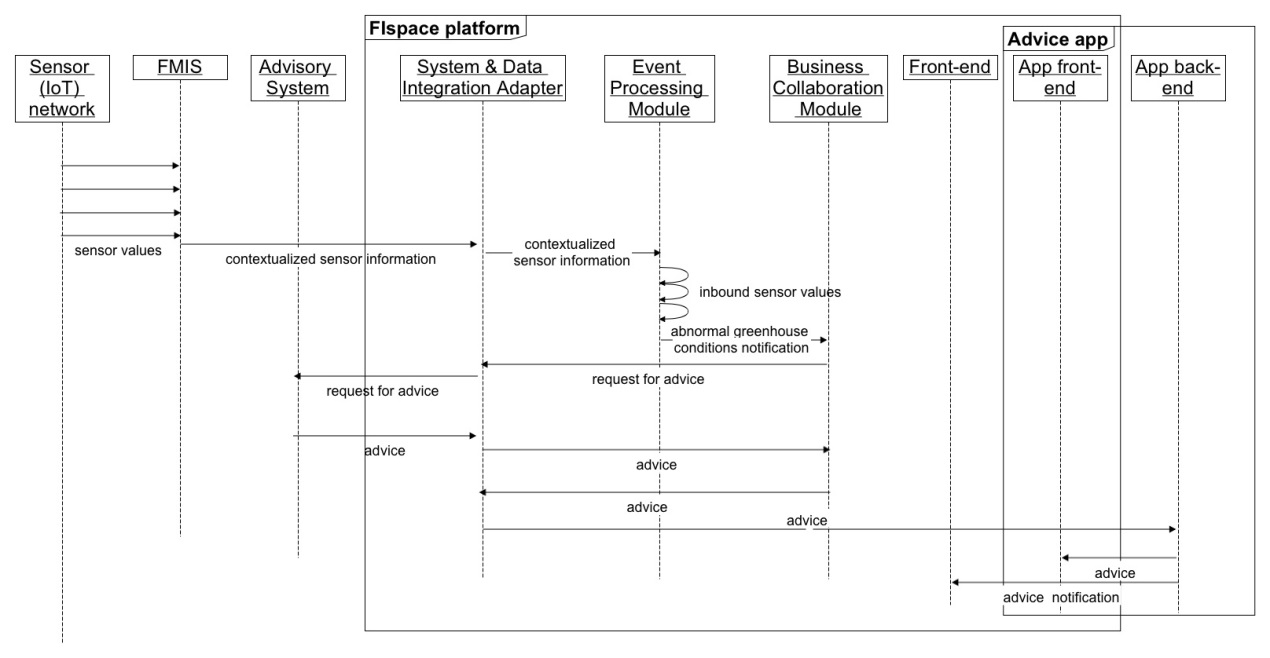 FIspace platform
Advice app
Sensor
(IoT)
network
FMIS
Advisory
System
System & Data
Integration Adapter
Event
Processing
Module
Business
Collaboration
Module
Front-end
App front-
end
App back-
end
sensor values
contextualized sensor information
contextualized
sensor information
inbound sensor values
abnormal greenhouse
conditions notification
request for advice
request for advice
advice
advice
advice
advice
advice
advice notification